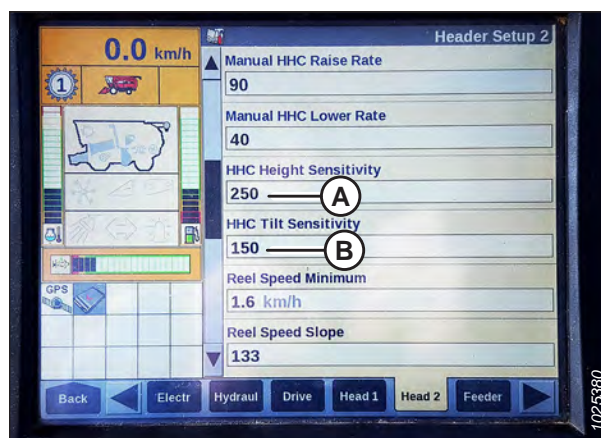 0.0 km/h
Header Setup 2
1
Manual HHC Raise Rate
90
Manual HHC Lower Rate
40
HHC Height Sensitivity
250
A
HHC Tilt Sensitivity
150
B
Reel Speed Minimum
1.6 km/h
GPS
Reel Speed Slope
133
Back
Electr
Hydraul
Drive
Head 1
Head 2
Feeder
1025380